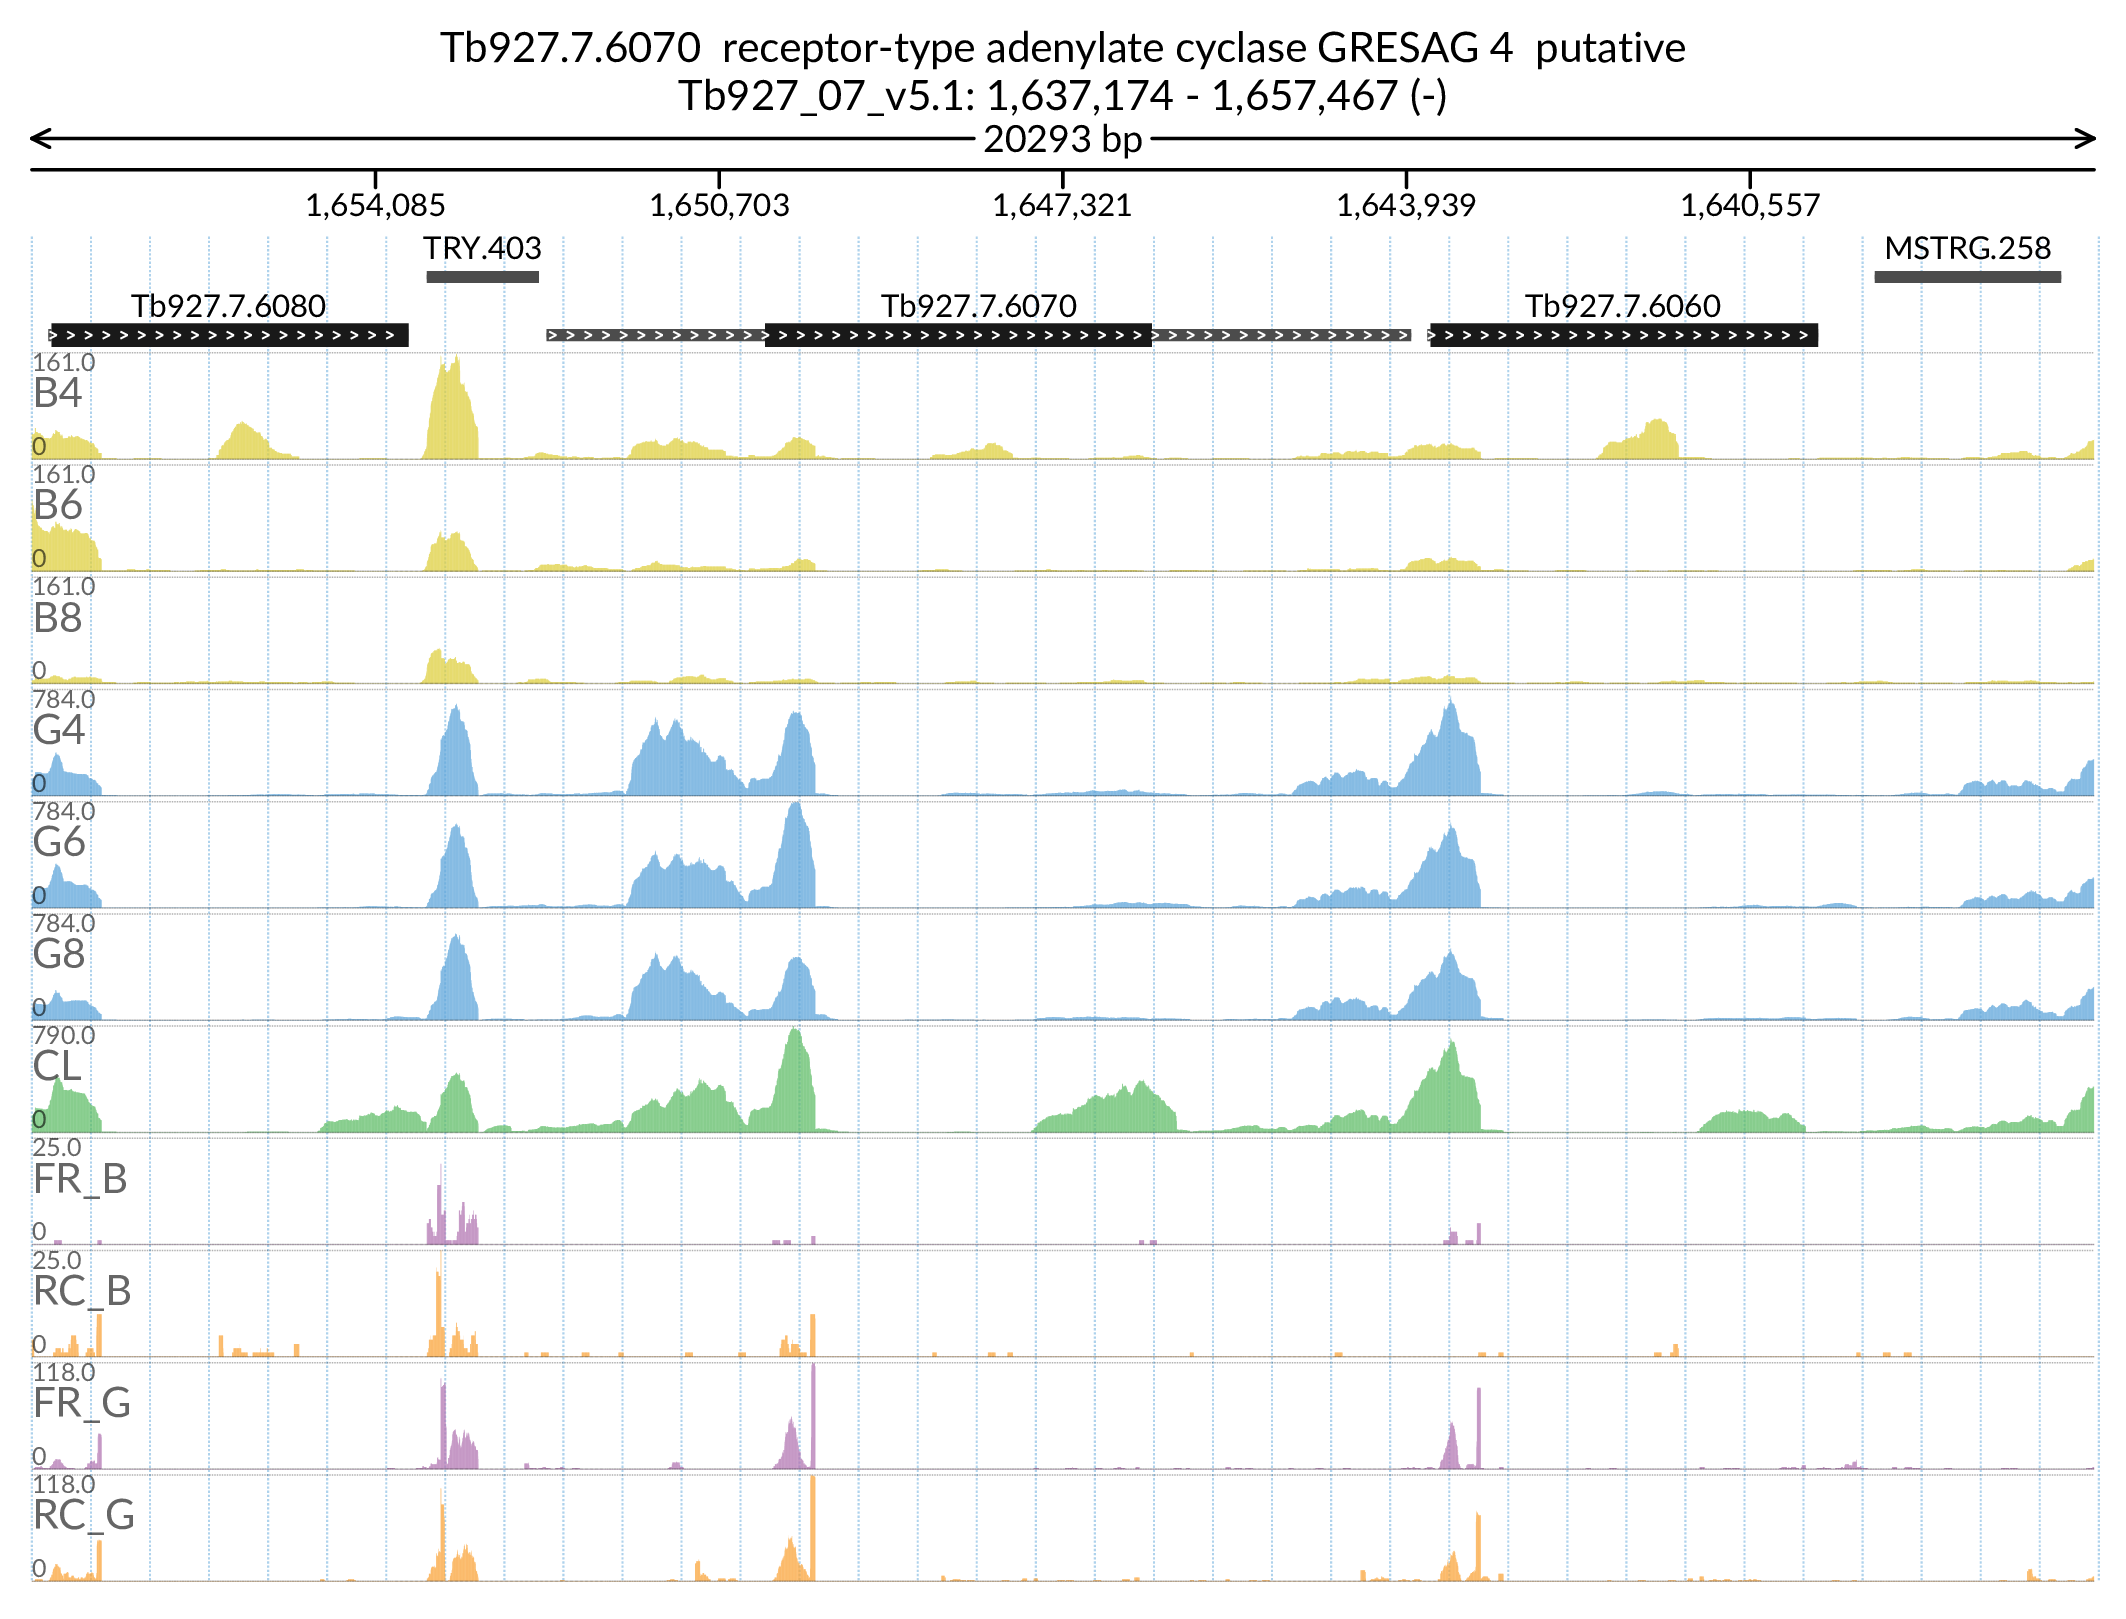 Tb927.7.6070 receptor-type adenylate cyclase GRESAG 4 putative
Tb927_07_v5.1: 1,637,174 - 1,657,467 (-)
20293 bp
1,654,085 1,650,703 1,647,321 1,643,939 1,640,557
TRY.403 MSTRG.258
Tb927.7.6080 Tb927.7.6070 Tb927.7.6060
161.0
B4
0
161.0
B6
0
161.0
B8
0
784.0
G4
0
784.0
G6
0
784.0
G8
0
790.0
CL
0
25.0
FR_B
0
25.0
RC_B
0
118.0
FR_G
0
118.0
RC_G
0